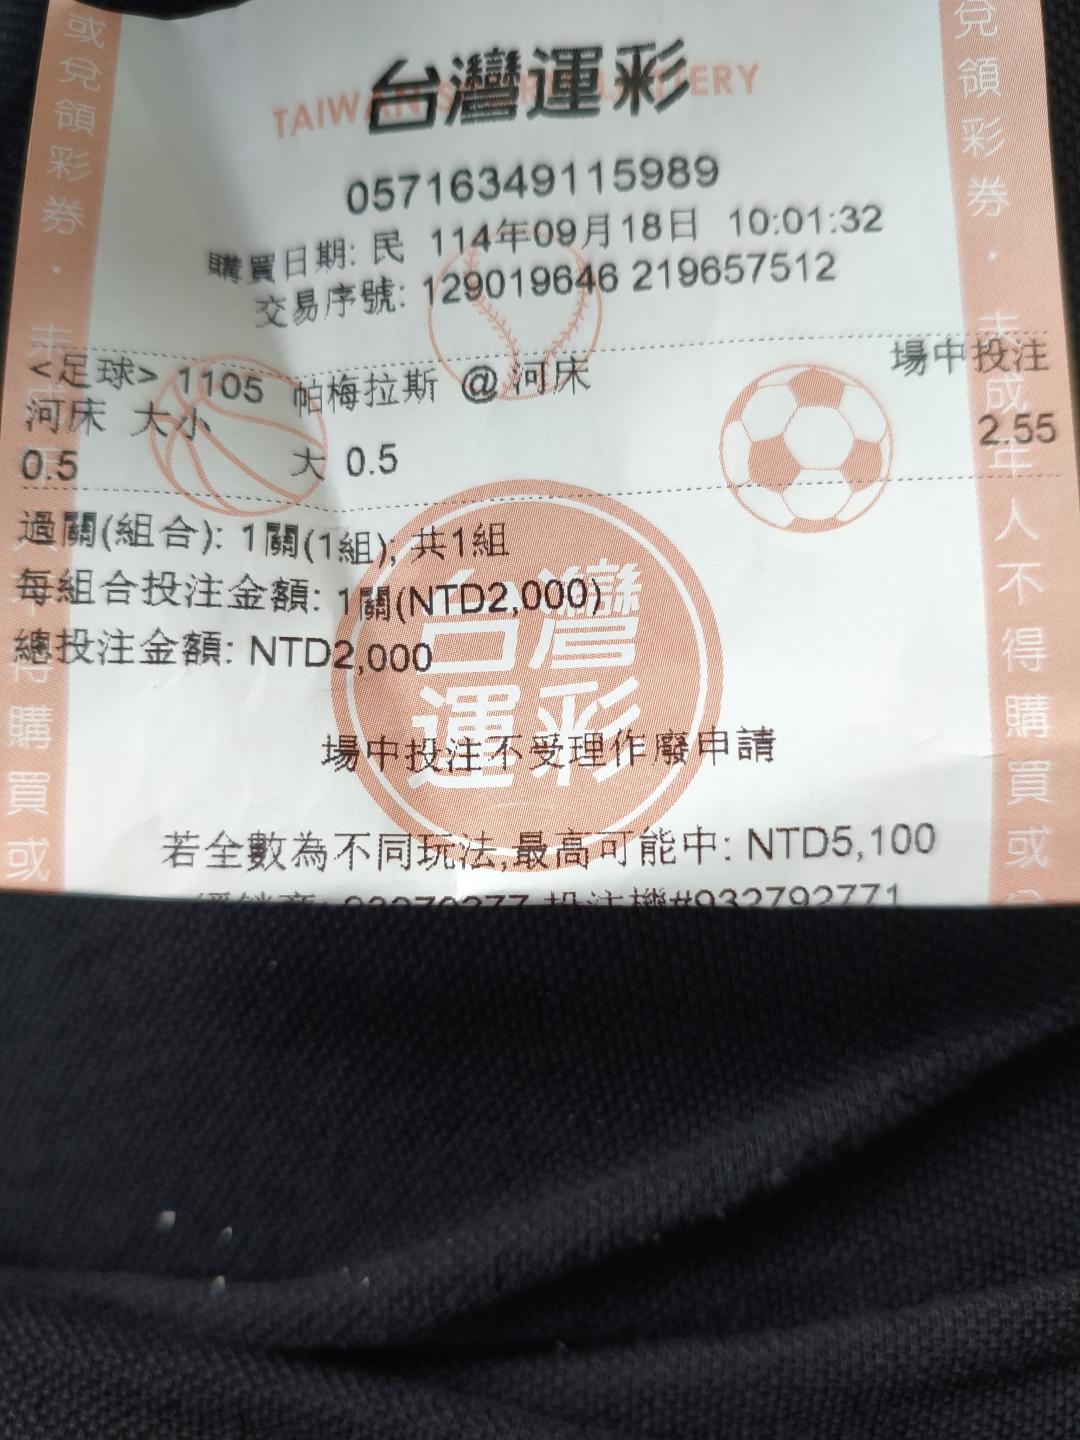 台灣運彩
TAIWAN SPORTS LOTTERY
05716349115989
購買日期: 民 114年09月18日 10:01:32
交易序號: 129019646 219657512
<足球> 1105 帕梅拉斯 @ 河床 場中投注
河床 大小 2.55
0.5 大 0.5
過關(組合): 1關(1組); 共1組
每組合投注金額: 1關(NTD2,000)
總投注金額: NTD2,000
台灣
運彩
場中投注不受理作廢申請
若全數為不同玩法,最高可能中: NTD5,100
投注機#932792771
或兌領彩券．未成年人不得購買或
兌領彩券．未成年人不得購買或